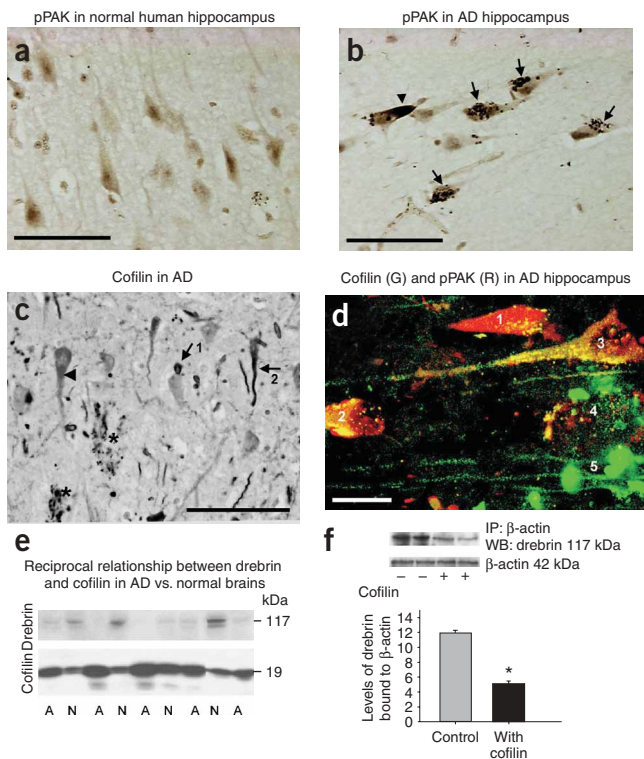 pPAK in normal human hippocampus
pPAK in AD hippocampus
a
b
Cofilin in AD
Cofilin (G) and pPAK (R) in AD hippocampus
c
1
2
*
*
d
1
3
2
4
5
e
Reciprocal relationship between drebrin
and cofilin in AD vs. normal brains
kDa
Drebrin
117
Cofilin
19
A N A N A N A N A
f
IP: β-actin
WB: drebrin 117 kDa
β-actin 42 kDa
– – + +
Cofilin
Levels of drebrin
bound to β-actin
14
12
10
8
6
4
2
0
*
Control
With
cofilin